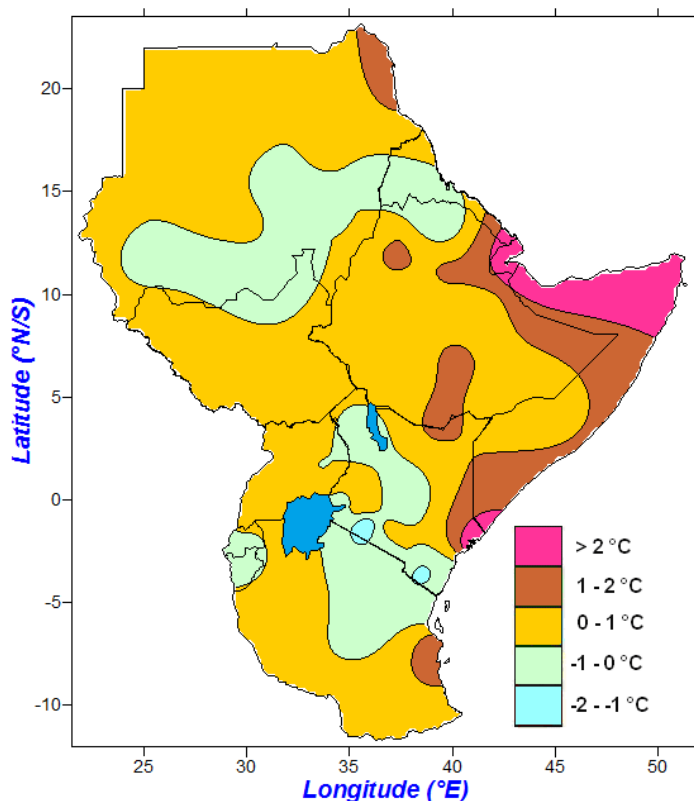 20
15
10
5
0
-5
-10
Latitude (°N/S)
> 2 °C
1 - 2 °C
0 - 1 °C
-1 - 0 °C
-2 - -1 °C
25 30 35 40 45 50
Longitude (°E)